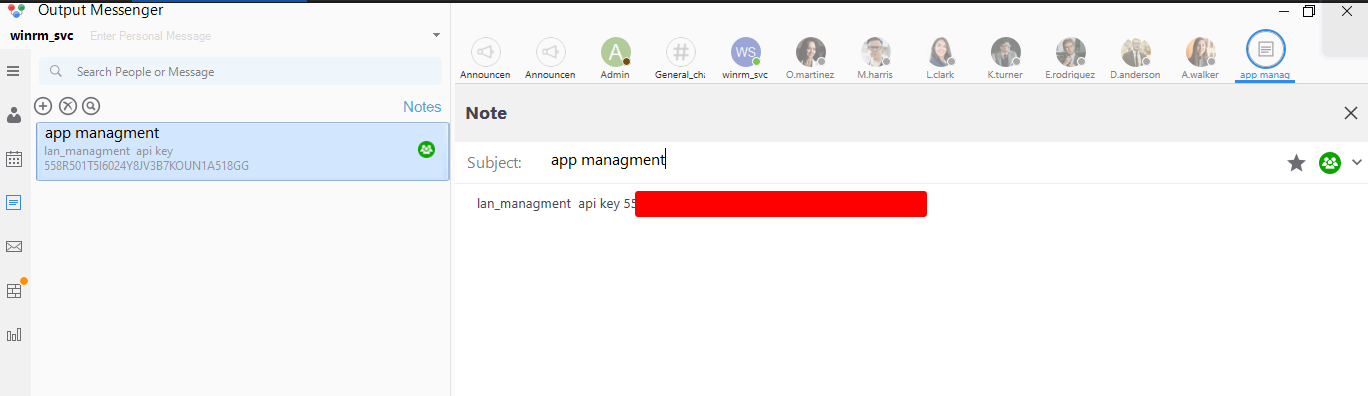 Output Messenger
winrm_svc Enter Personal Message
Search People or Message
Notes
app managment
lan_managment api key
558R501T5I6024Y8JV3B7KOUN1A518GG
A
#
WS
Announcen
Announcen
Admin
General_cha
winrm_svc
O.martinez
M.harris
L.clark
K.turner
E.rodriquez
D.anderson
A.walker
app manag
Note
Subject: app managment
lan_managment api key 55